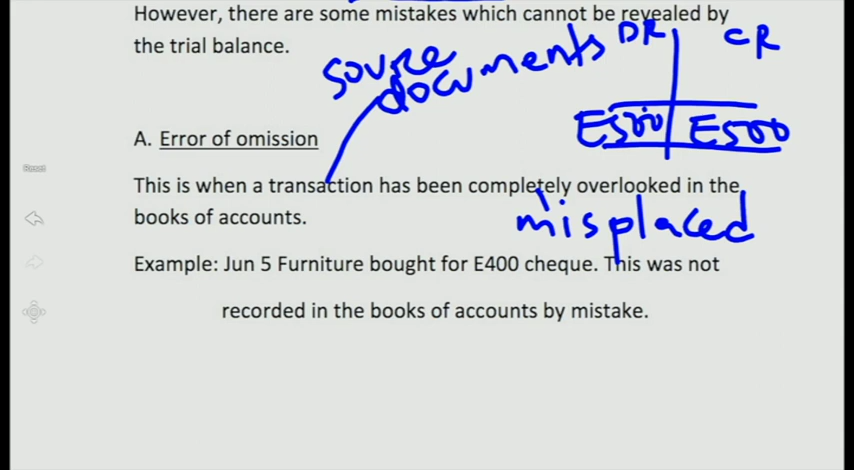 However, there are some mistakes which cannot be revealed by
the trial balance.
source
documents
DR
CR
E500
E500
A. Error of omission
Reset
This is when a transaction has been completely overlooked in the
books of accounts.
misplaced
Example: Jun 5 Furniture bought for E400 cheque. This was not
recorded in the books of accounts by mistake.